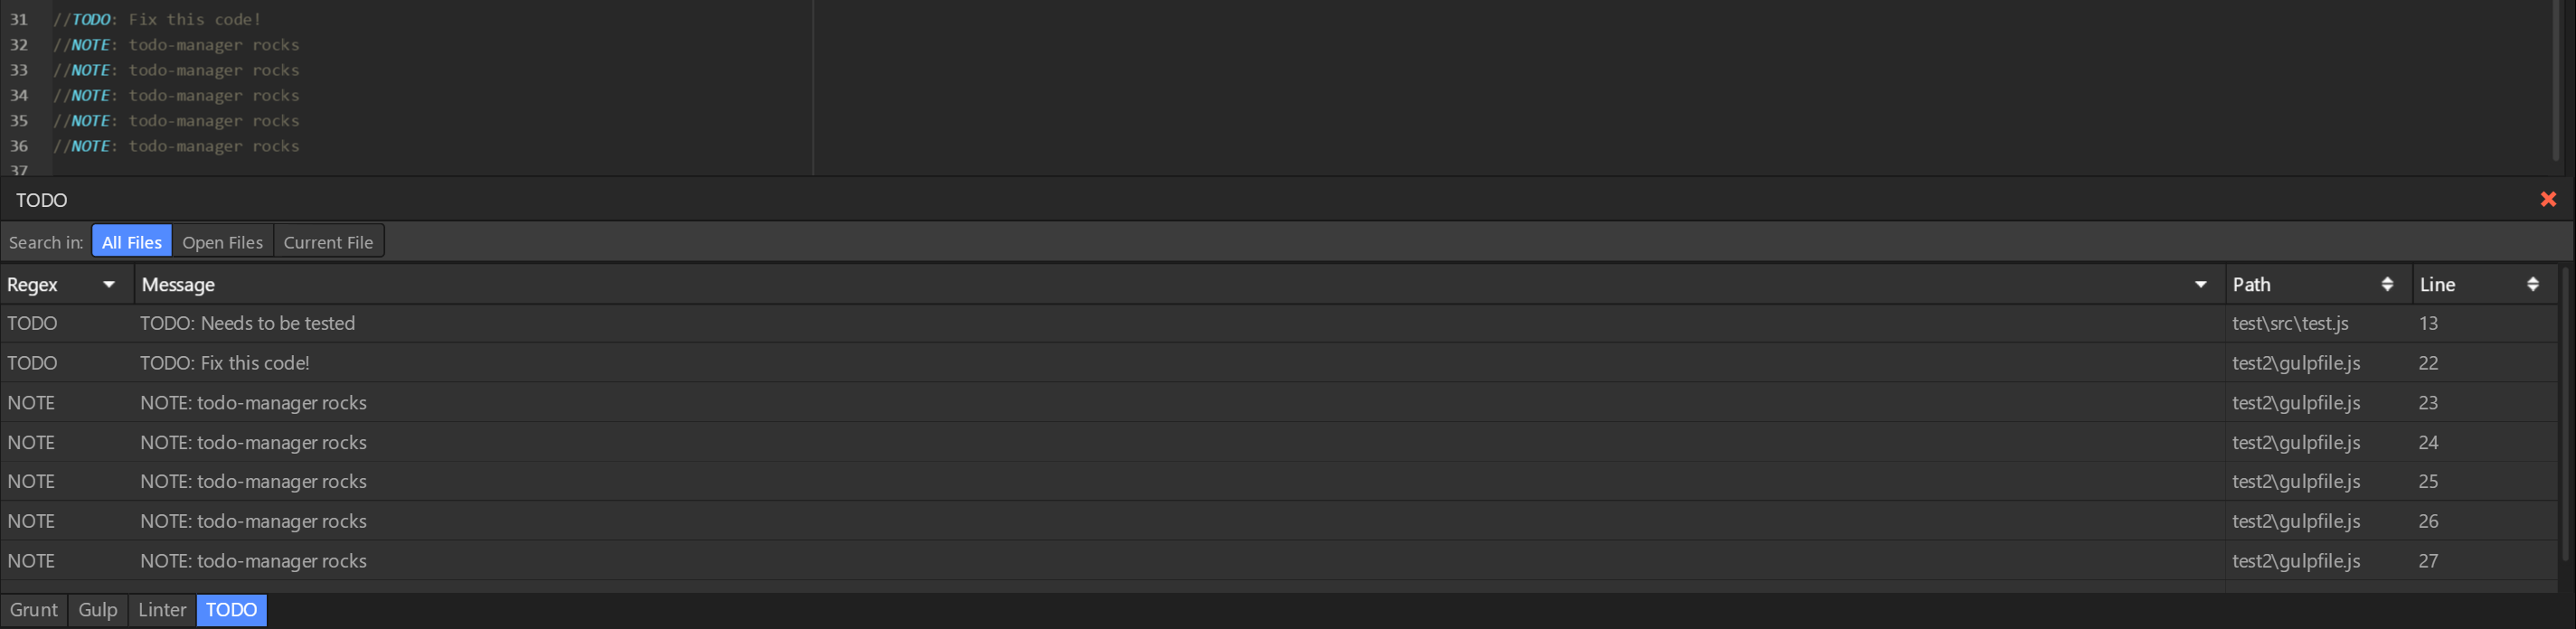 31 //TODO: Fix this code!
32 //NOTE: todo-manager rocks
33 //NOTE: todo-manager rocks
34 //NOTE: todo-manager rocks
35 //NOTE: todo-manager rocks
36 //NOTE: todo-manager rocks
37
TODO
Search in: All Files Open Files Current File
Regex Message Path Line
TODO TODO: Needs to be tested test\src\test.js 13
TODO TODO: Fix this code! test2\gulpfile.js 22
NOTE NOTE: todo-manager rocks test2\gulpfile.js 23
NOTE NOTE: todo-manager rocks test2\gulpfile.js 24
NOTE NOTE: todo-manager rocks test2\gulpfile.js 25
NOTE NOTE: todo-manager rocks test2\gulpfile.js 26
NOTE NOTE: todo-manager rocks test2\gulpfile.js 27
Grunt Gulp Linter TODO